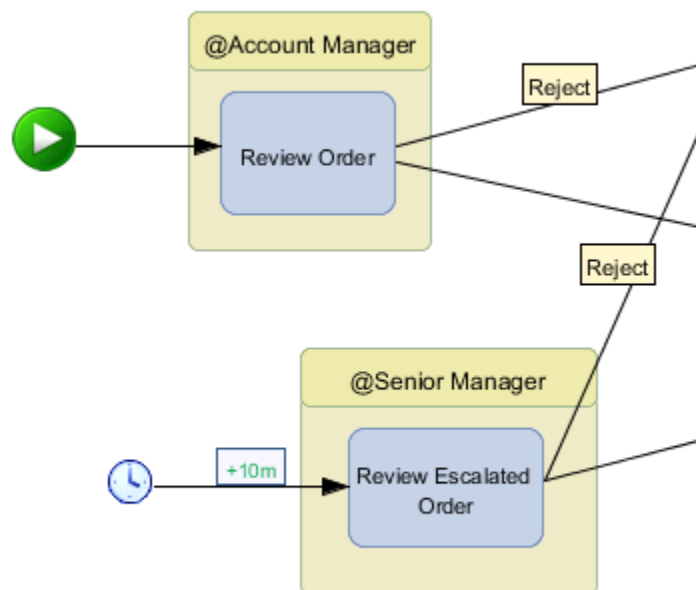 @Account Manager
Reject
Review Order
Reject
@Senior Manager
+10m
Review Escalated
Order